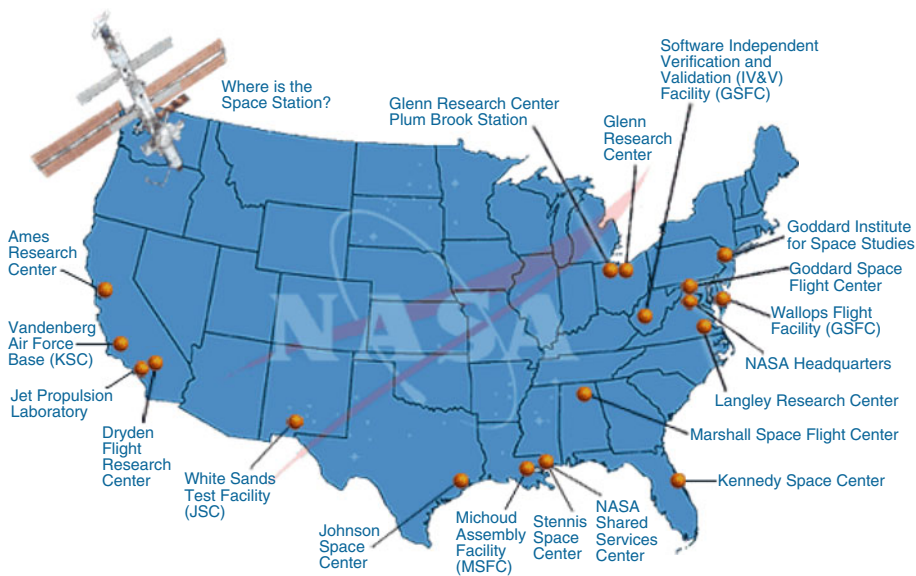 Software Independent
Verification and
Validation (IV&V)
Facility (GSFC)
Where is the
Space Station?
Glenn Research Center
Plum Brook Station
Glenn
Research
Center
Ames
Research
Center
Goddard Institute
for Space Studies
Goddard Space
Flight Center
Wallops Flight
Facility (GSFC)
NASA
Vandenberg
Air Force
Base (KSC)
NASA Headquarters
Jet Propulsion
Laboratory
Langley Research Center
Dryden
Flight
Research
Center
Marshall Space Flight Center
White Sands
Test Facility
(JSC)
Kennedy Space Center
Johnson
Space
Center
Michoud
Assembly
Facility
(MSFC)
Stennis
Space
Center
NASA
Shared
Services
Center